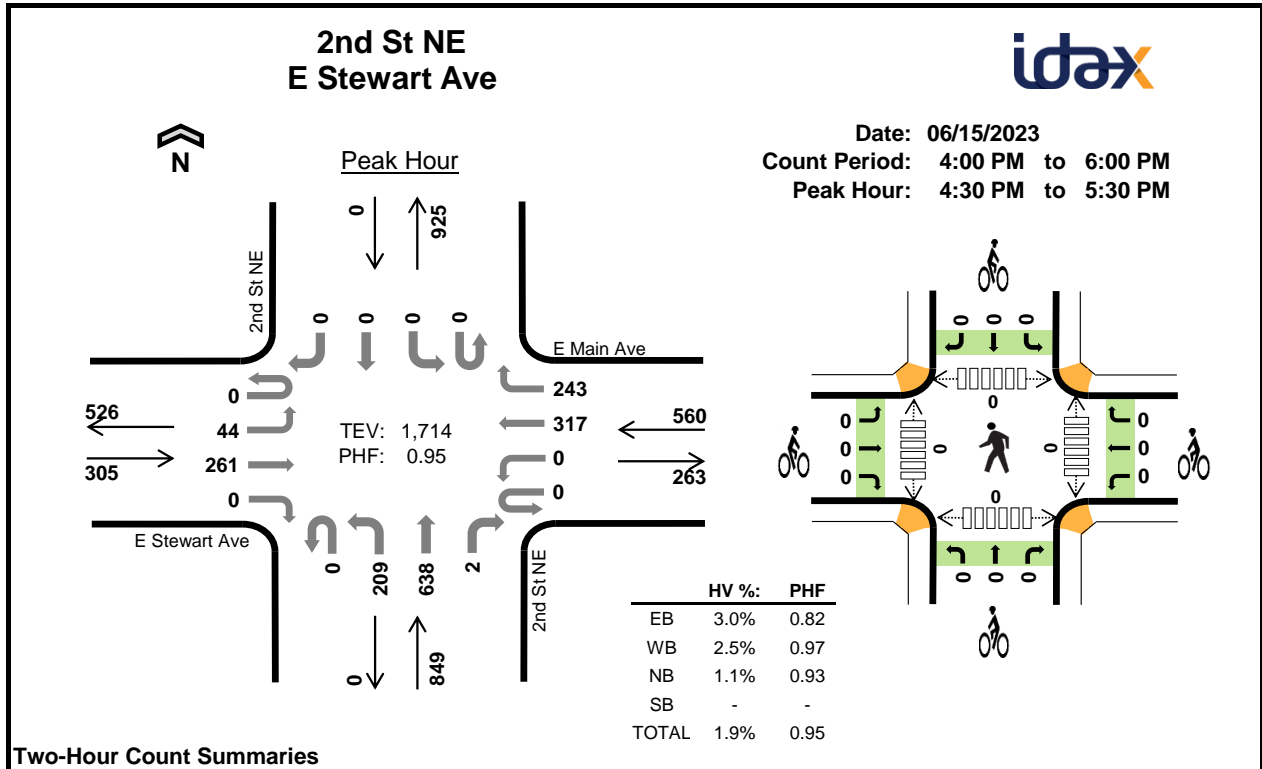 2nd St NE
E Stewart Ave
idax
N
Peak Hour
Date: 06/15/2023
Count Period: 4:00 PM to 6:00 PM
Peak Hour: 4:30 PM to 5:30 PM
0
925
2nd St NE
0 0 0 0
E Main Ave
0
44
261
0
526
305
TEV: 1,714
PHF: 0.95
243
317
0
0
560
263
E Stewart Ave
0
209
638
2
2nd St NE
0
849
0 0 0
0
0
0
0
0
0
0
0
0
0
0
0 0 0
HV %: PHF
EB 3.0% 0.82
WB 2.5% 0.97
NB 1.1% 0.93
SB - -
TOTAL 1.9% 0.95
Two-Hour Count Summaries